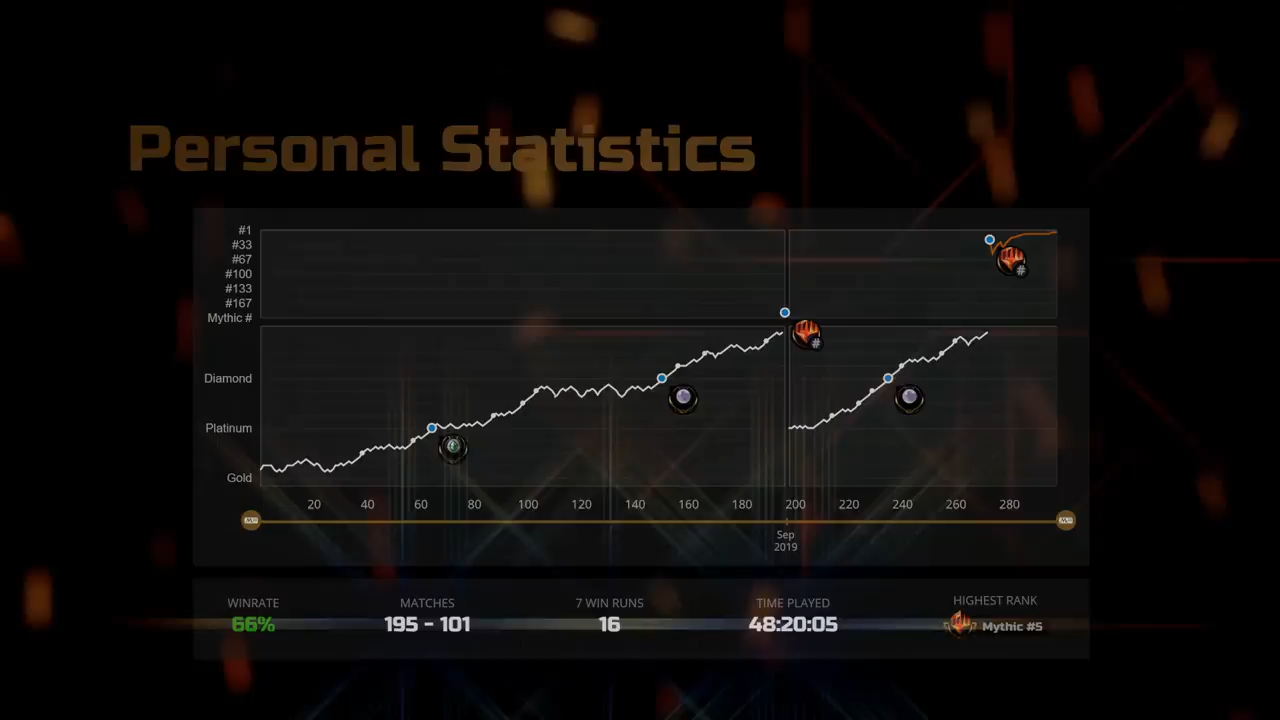 Personal Statistics
#1
#33
#67
#100
#133
#167
Mythic #
#
#
Diamond
Platinum
Gold
20 40 60 80 100 120 140 160 180 200 220 240 260 280
Sep
2019
WINRATE MATCHES 7 WIN RUNS TIME PLAYED HIGHEST RANK
66% 195 - 101 16 48:20:05 Mythic #5